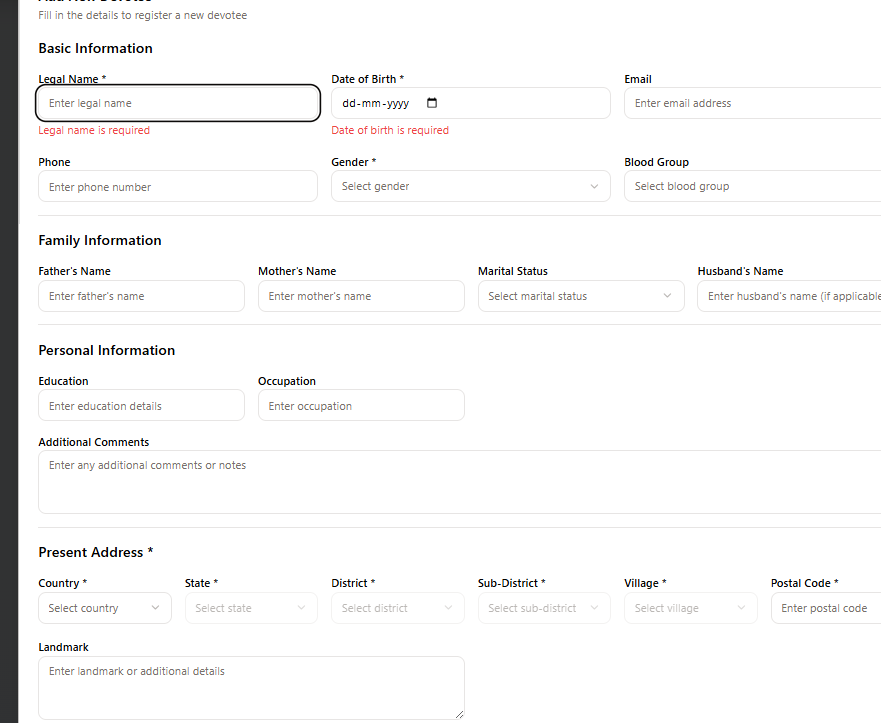 Fill in the details to register a new devotee
Basic Information
Legal Name * Date of Birth * Email
Enter legal name dd-mm-yyyy Enter email address
Legal name is required Date of birth is required
Phone Gender * Blood Group
Enter phone number Select gender Select blood group
Family Information
Father's Name Mother's Name Marital Status Husband's Name
Enter father's name Enter mother's name Select marital status Enter husband's name (if applicable
Personal Information
Education Occupation
Enter education details Enter occupation
Additional Comments
Enter any additional comments or notes
Present Address *
Country * State * District * Sub-District * Village * Postal Code *
Select country Select state Select district Select sub-district Select village Enter postal code
Landmark
Enter landmark or additional details